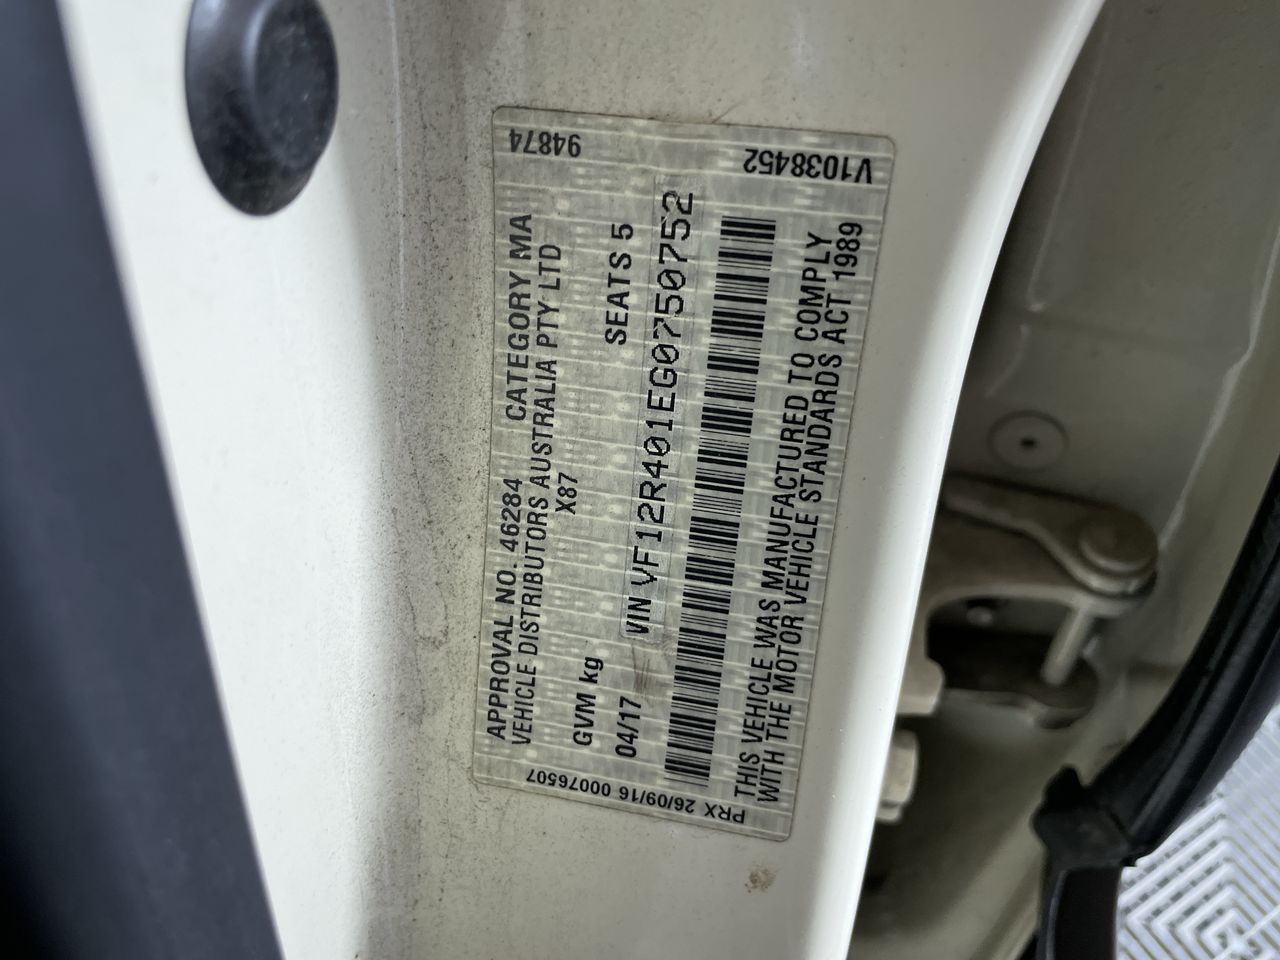 94874
V1038452
APPROVAL NO. 46284 CATEGORY MA
VEHICLE DISTRIBUTORS AUSTRALIA PTY LTD
X87
GVM kg SEATS 5
04/17 VIN VF12R401EG0750752
THIS VEHICLE WAS MANUFACTURED TO COMPLY
WITH THE MOTOR VEHICLE STANDARDS ACT 1989
PRX 26/09/16 00076507